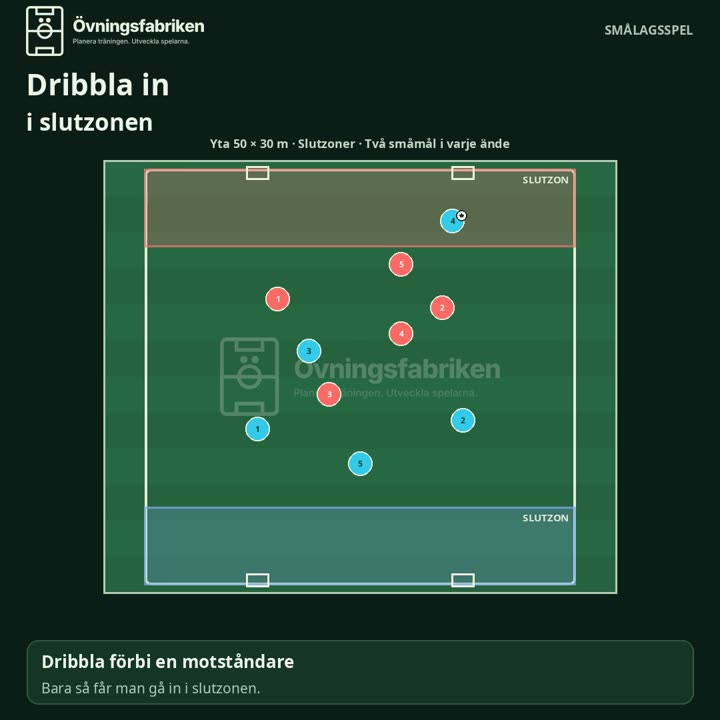 Övningsfabriken
Planera träningen. Utveckla spelarna.
SMÅLAGSSPEL
Dribbla in
i slutzonen
Yta 50 × 30 m · Slutzoner · Två småmål i varje ände
SLUTZON
4
5
1
2
4
3
Övningsfabriken
Planera träningen. Utveckla spelarna.
3
1
2
5
SLUTZON
Dribbla förbi en motståndare
Bara så får man gå in i slutzonen.